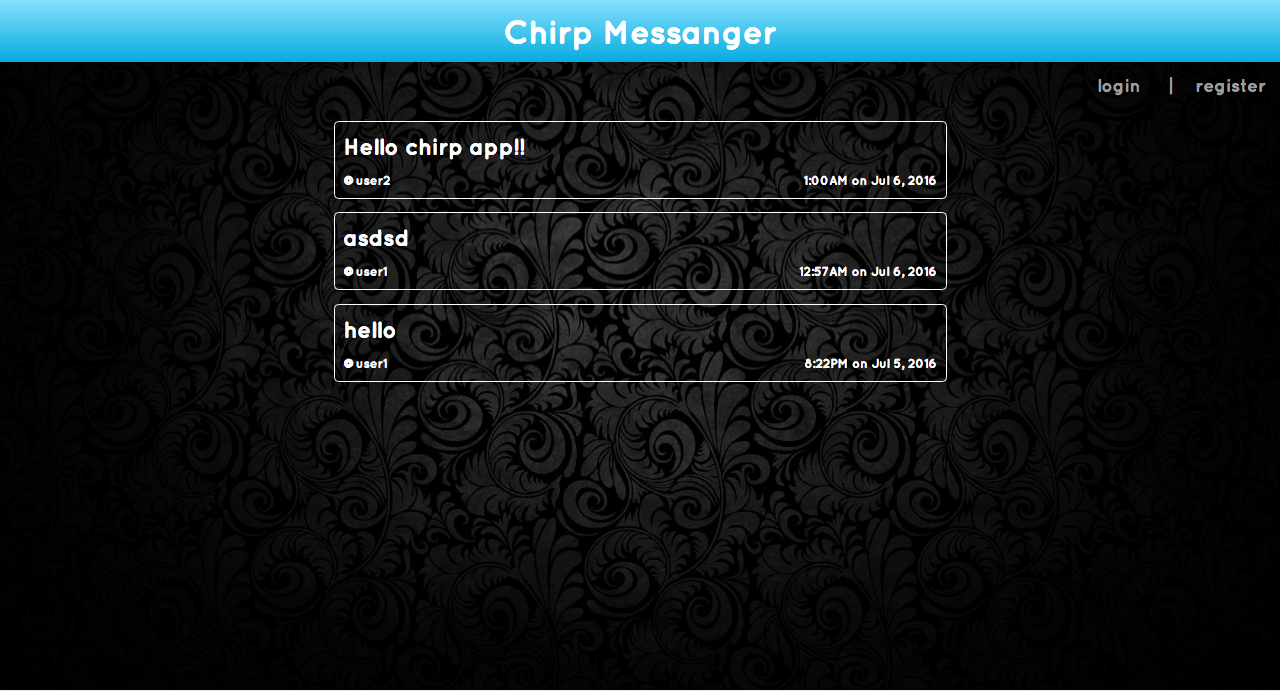 Chirp Messanger
login | register
Hello chirp app!!
@user2 1:00AM on Jul 6, 2016
asdsd
@user1 12:57AM on Jul 6, 2016
hello
@user1 8:22PM on Jul 5, 2016